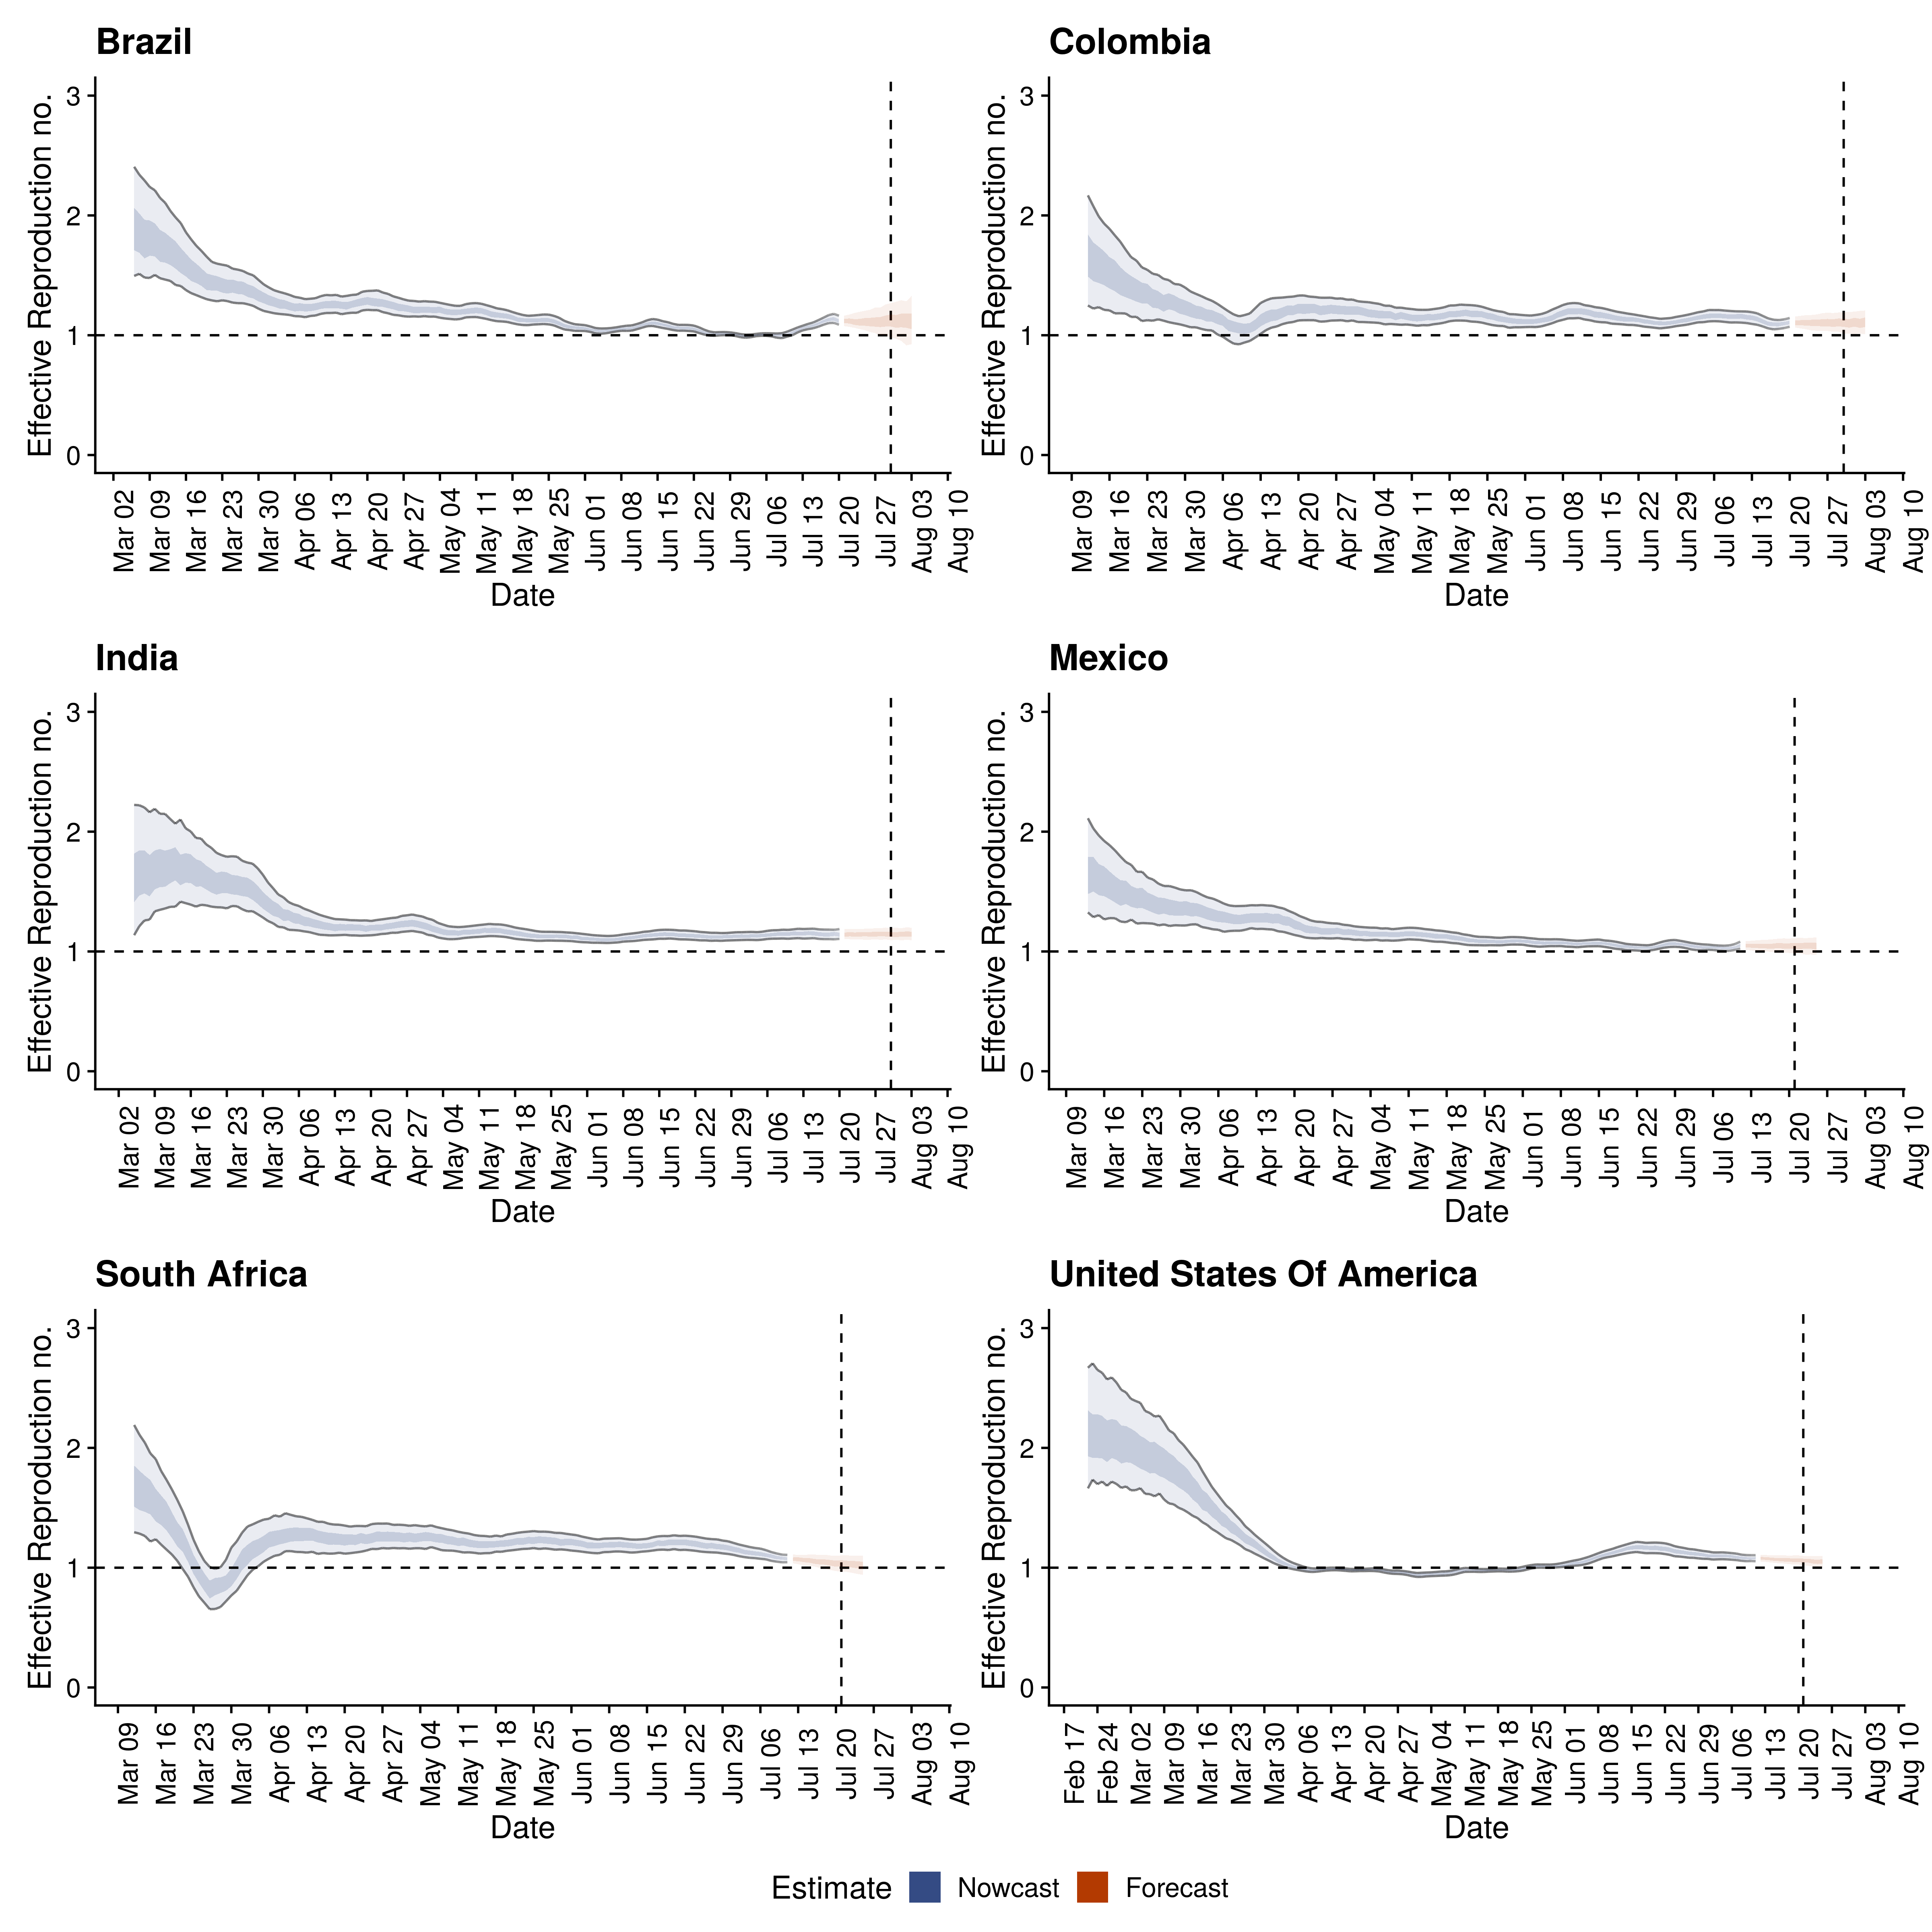 Brazil
Effective Reproduction no.
3
2
1
0
Mar 02 Mar 09 Mar 16 Mar 23 Mar 30 Apr 06 Apr 13 Apr 20 Apr 27 May 04 May 11 May 18 May 25 Jun 01 Jun 08 Jun 15 Jun 22 Jun 29 Jul 06 Jul 13 Jul 20 Jul 27 Aug 03 Aug 10
Date
Colombia
Effective Reproduction no.
3
2
1
0
Mar 09 Mar 16 Mar 23 Mar 30 Apr 06 Apr 13 Apr 20 Apr 27 May 04 May 11 May 18 May 25 Jun 01 Jun 08 Jun 15 Jun 22 Jun 29 Jul 06 Jul 13 Jul 20 Jul 27 Aug 03 Aug 10
Date
India
Effective Reproduction no.
3
2
1
0
Mar 02 Mar 09 Mar 16 Mar 23 Mar 30 Apr 06 Apr 13 Apr 20 Apr 27 May 04 May 11 May 18 May 25 Jun 01 Jun 08 Jun 15 Jun 22 Jun 29 Jul 06 Jul 13 Jul 20 Jul 27 Aug 03 Aug 10
Date
Mexico
Effective Reproduction no.
3
2
1
0
Mar 09 Mar 16 Mar 23 Mar 30 Apr 06 Apr 13 Apr 20 Apr 27 May 04 May 11 May 18 May 25 Jun 01 Jun 08 Jun 15 Jun 22 Jun 29 Jul 06 Jul 13 Jul 20 Jul 27 Aug 03 Aug 10
Date
South Africa
Effective Reproduction no.
3
2
1
0
Mar 09 Mar 16 Mar 23 Mar 30 Apr 06 Apr 13 Apr 20 Apr 27 May 04 May 11 May 18 May 25 Jun 01 Jun 08 Jun 15 Jun 22 Jun 29 Jul 06 Jul 13 Jul 20 Jul 27 Aug 03 Aug 10
Date
United States Of America
Effective Reproduction no.
3
2
1
0
Feb 17 Feb 24 Mar 02 Mar 09 Mar 16 Mar 23 Mar 30 Apr 06 Apr 13 Apr 20 Apr 27 May 04 May 11 May 18 May 25 Jun 01 Jun 08 Jun 15 Jun 22 Jun 29 Jul 06 Jul 13 Jul 20 Jul 27 Aug 03 Aug 10
Date
Estimate Nowcast Forecast